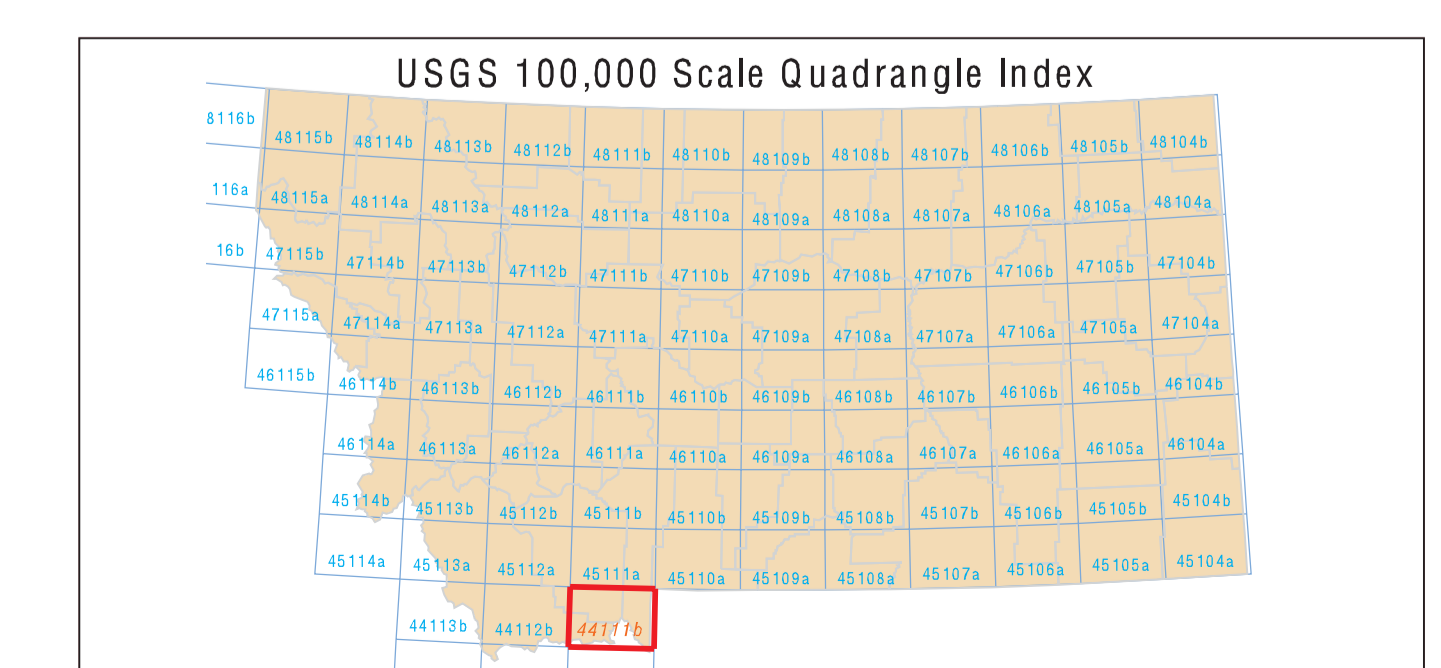 USGS 100,000 Scale Quadrangle Index
8116b 48115b 48114b 48113b 48112b 48111b 48110b 48109b 48108b 48107b 48106b 48105b 48104b
116a 48115a 48114a 48113a 48112a 48111a 48110a 48109a 48108a 48107a 48106a 48105a 48104a
16b 47115b 47114b 47113b 47112b 47111b 47110b 47109b 47108b 47107b 47106b 47105b 47104b
47115a 47114a 47113a 47112a 47111a 47110a 47109a 47108a 47107a 47106a 47105a 47104a
46115b 46114b 46113b 46112b 46111b 46110b 46109b 46108b 46107b 46106b 46105b 46104b
46114a 46113a 46112a 46111a 46110a 46109a 46108a 46107a 46106a 46105a 46104a
45114b 45113b 45112b 45111b 45110b 45109b 45108b 45107b 45106b 45105b 45104b
45114a 45113a 45112a 45111a 45110a 45109a 45108a 45107a 45106a 45105a 45104a
44113b 44112b 44111b